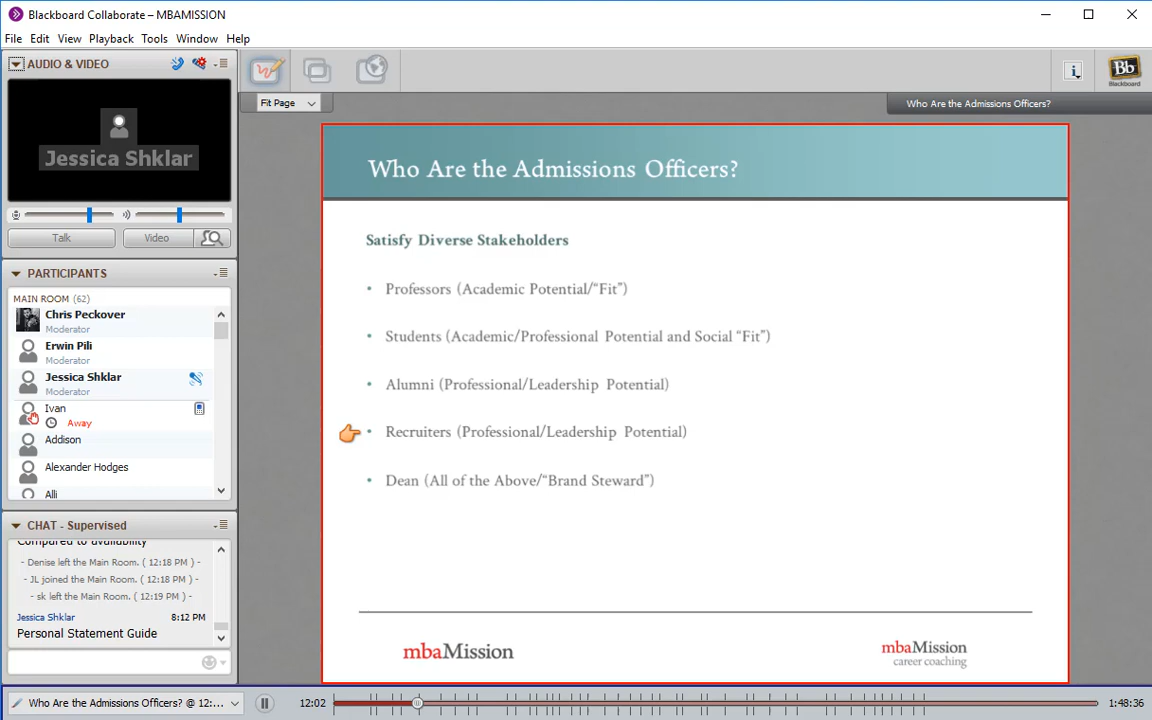 Blackboard Collaborate – MBAMISSION
File Edit View Playback Tools Window Help
AUDIO & VIDEO
Jessica Shklar
Talk Video
PARTICIPANTS
MAIN ROOM (62)
Chris Peckover
Moderator
Erwin Pili
Moderator
Jessica Shklar
Moderator
Ivan
Away
Addison
Alexander Hodges
Alli
CHAT - Supervised
Compared to availability
- Denise left the Main Room. ( 12:18 PM ) -
- JL joined the Main Room. ( 12:18 PM ) -
- sk left the Main Room. ( 12:19 PM ) -
Jessica Shklar 8:12 PM
Personal Statement Guide
Fit Page
i
Bb
Blackboard
Who Are the Admissions Officers?
Who Are the Admissions Officers?
Satisfy Diverse Stakeholders
• Professors (Academic Potential/“Fit”)
• Students (Academic/Professional Potential and Social “Fit”)
• Alumni (Professional/Leadership Potential)
• Recruiters (Professional/Leadership Potential)
• Dean (All of the Above/“Brand Steward”)
mbaMission
mbaMission
career coaching
Who Are the Admissions Officers? @ 12:... 12:02 1:48:36